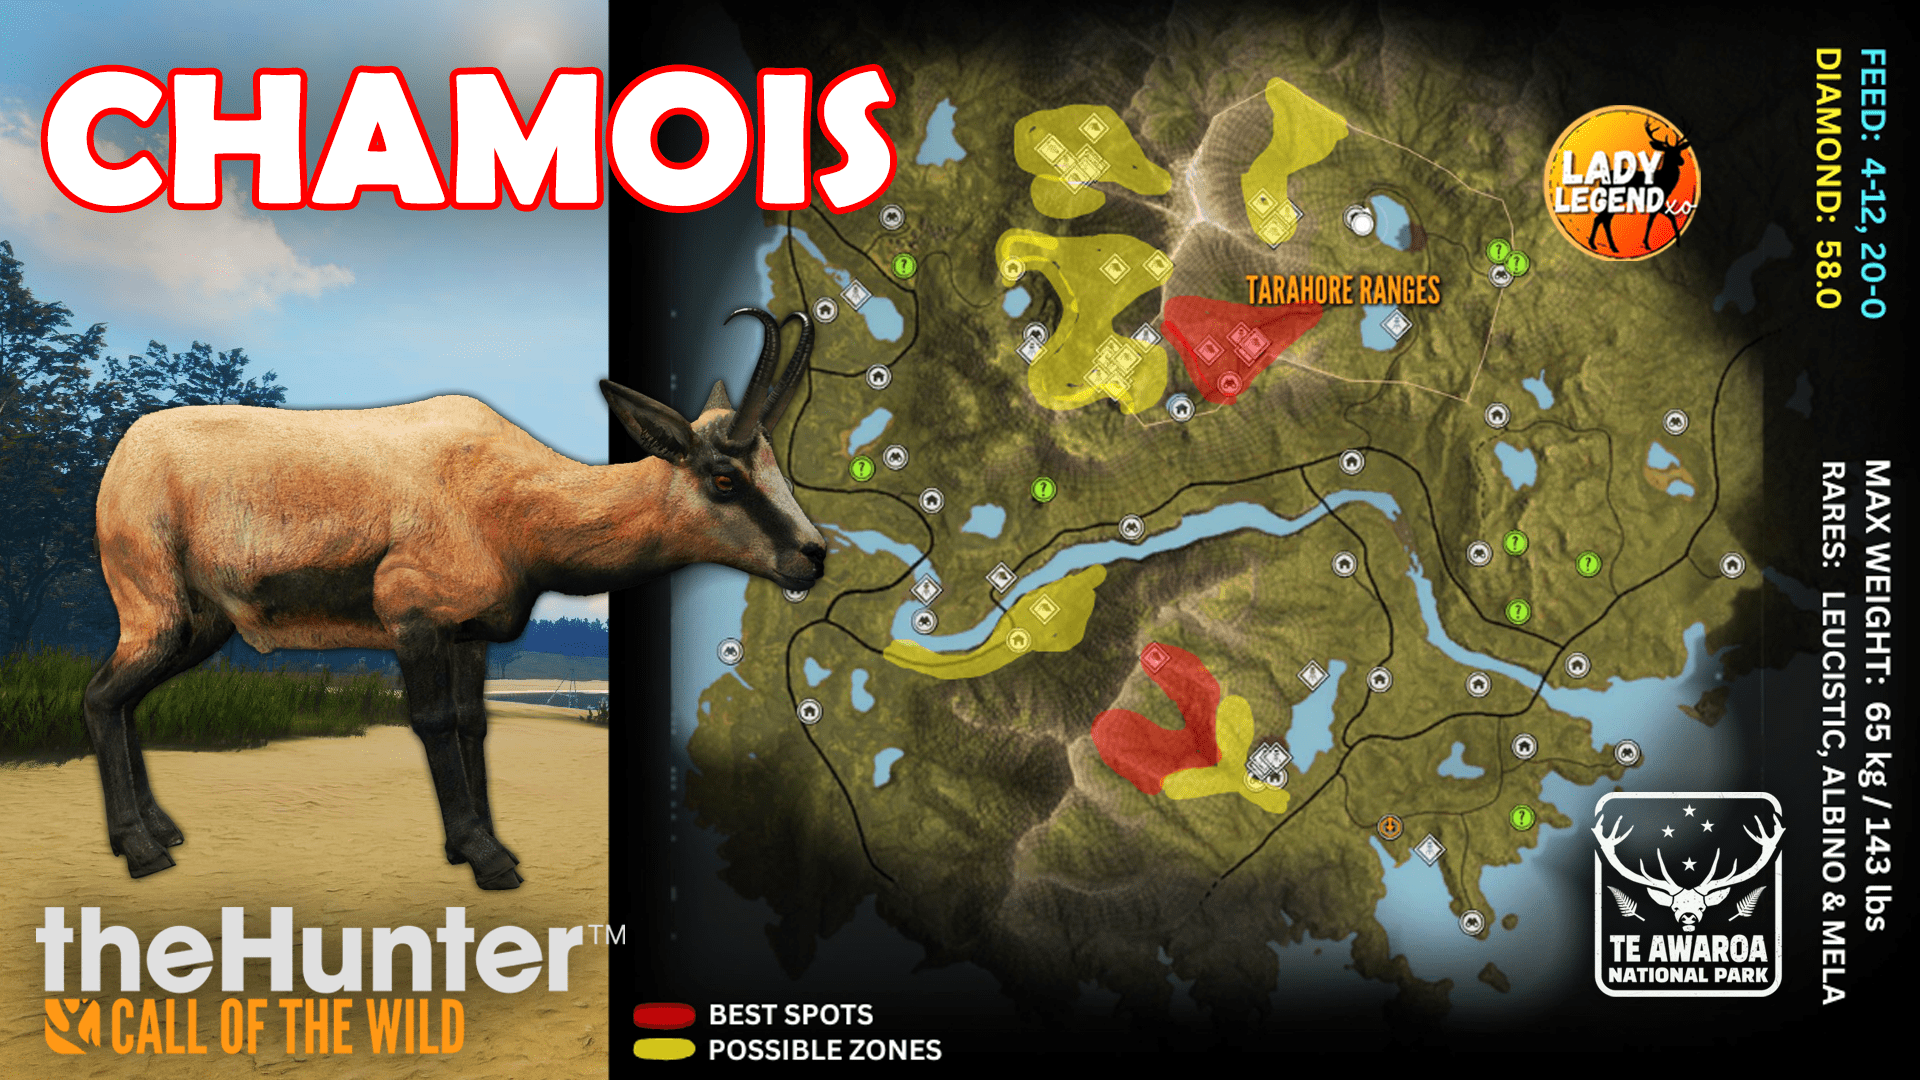 CHAMOIS
TARAHORE RANGES
LADY
LEGENDxo
FEED: 4-12, 20-0
DIAMOND: 58.0
MAX WEIGHT: 65 kg / 143 lbs
RARES: LEUCISTIC, ALBINO & MELA
TE AWAROA
NATIONAL PARK
theHunter™
CALL OF THE WILD
BEST SPOTS
POSSIBLE ZONES